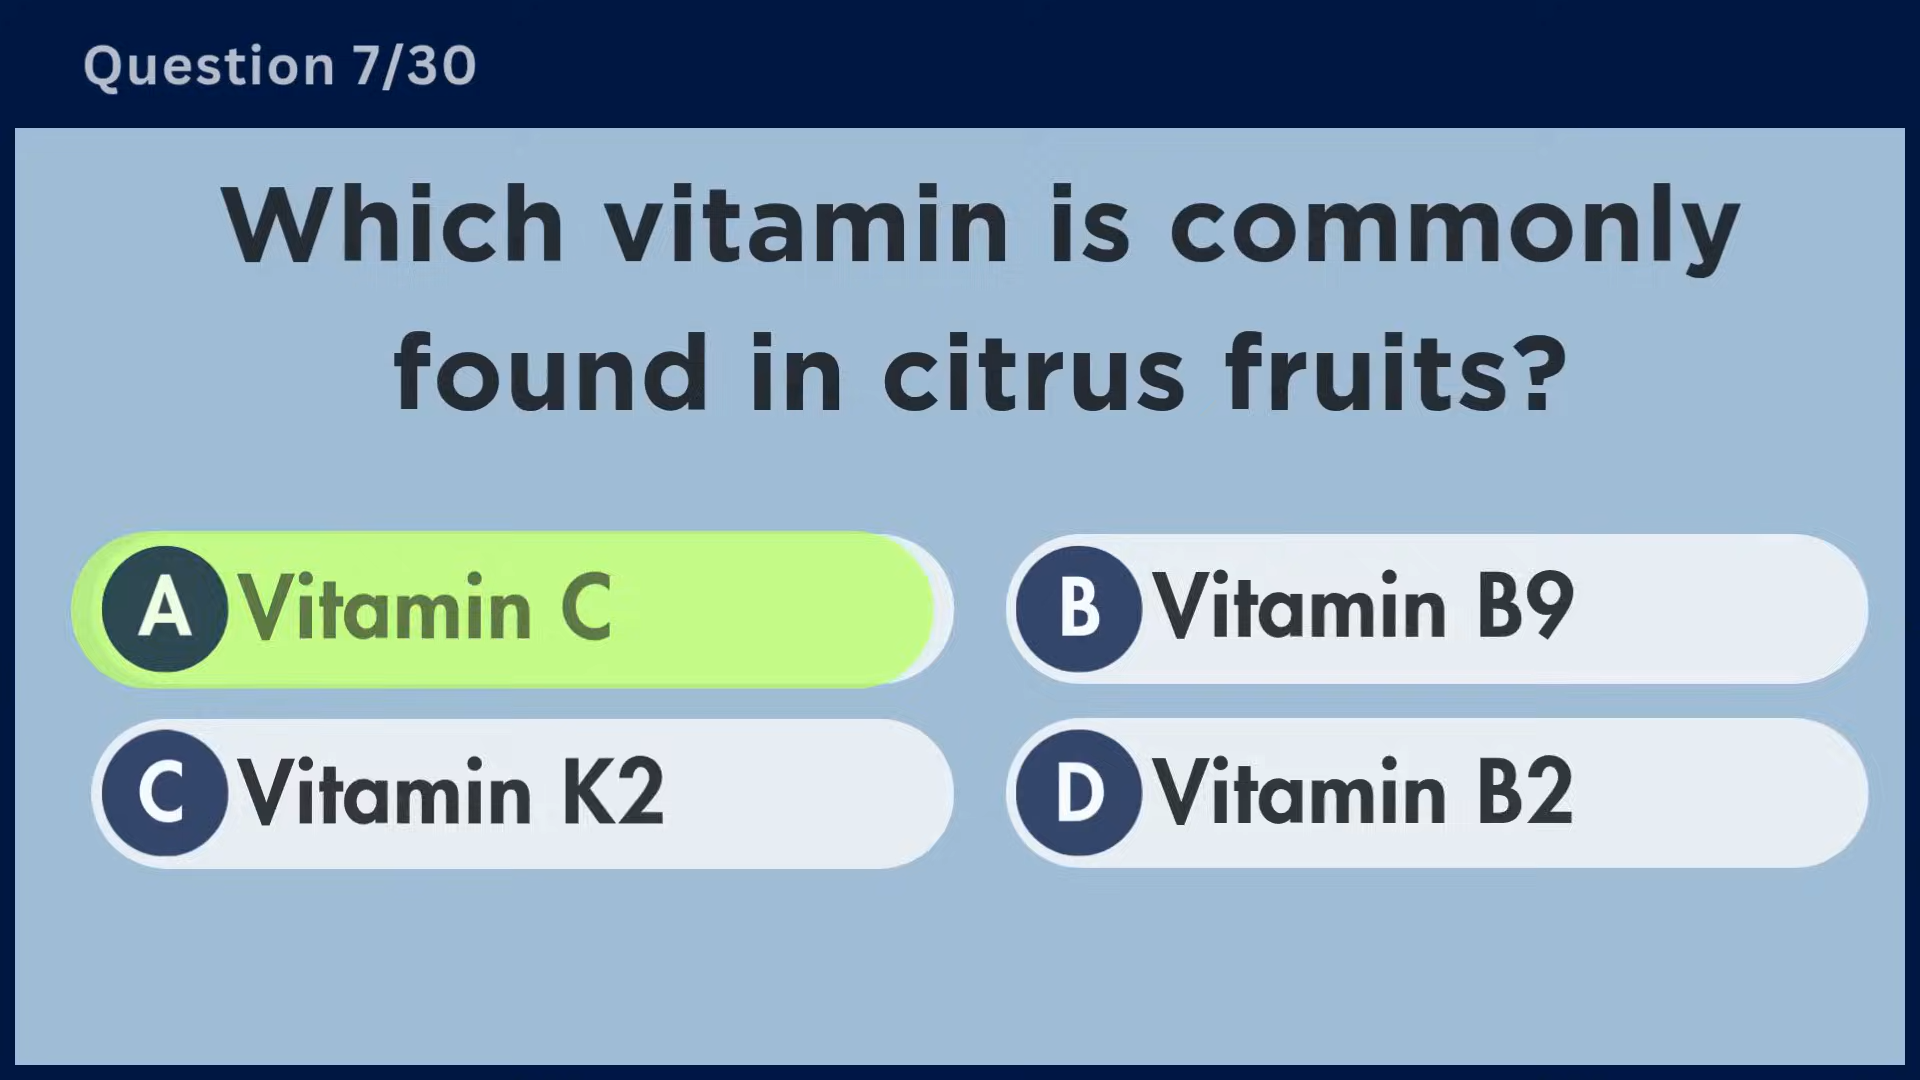 Question 7/30
Which vitamin is commonly
found in citrus fruits?
A Vitamin C
B Vitamin B9
C Vitamin K2
D Vitamin B2